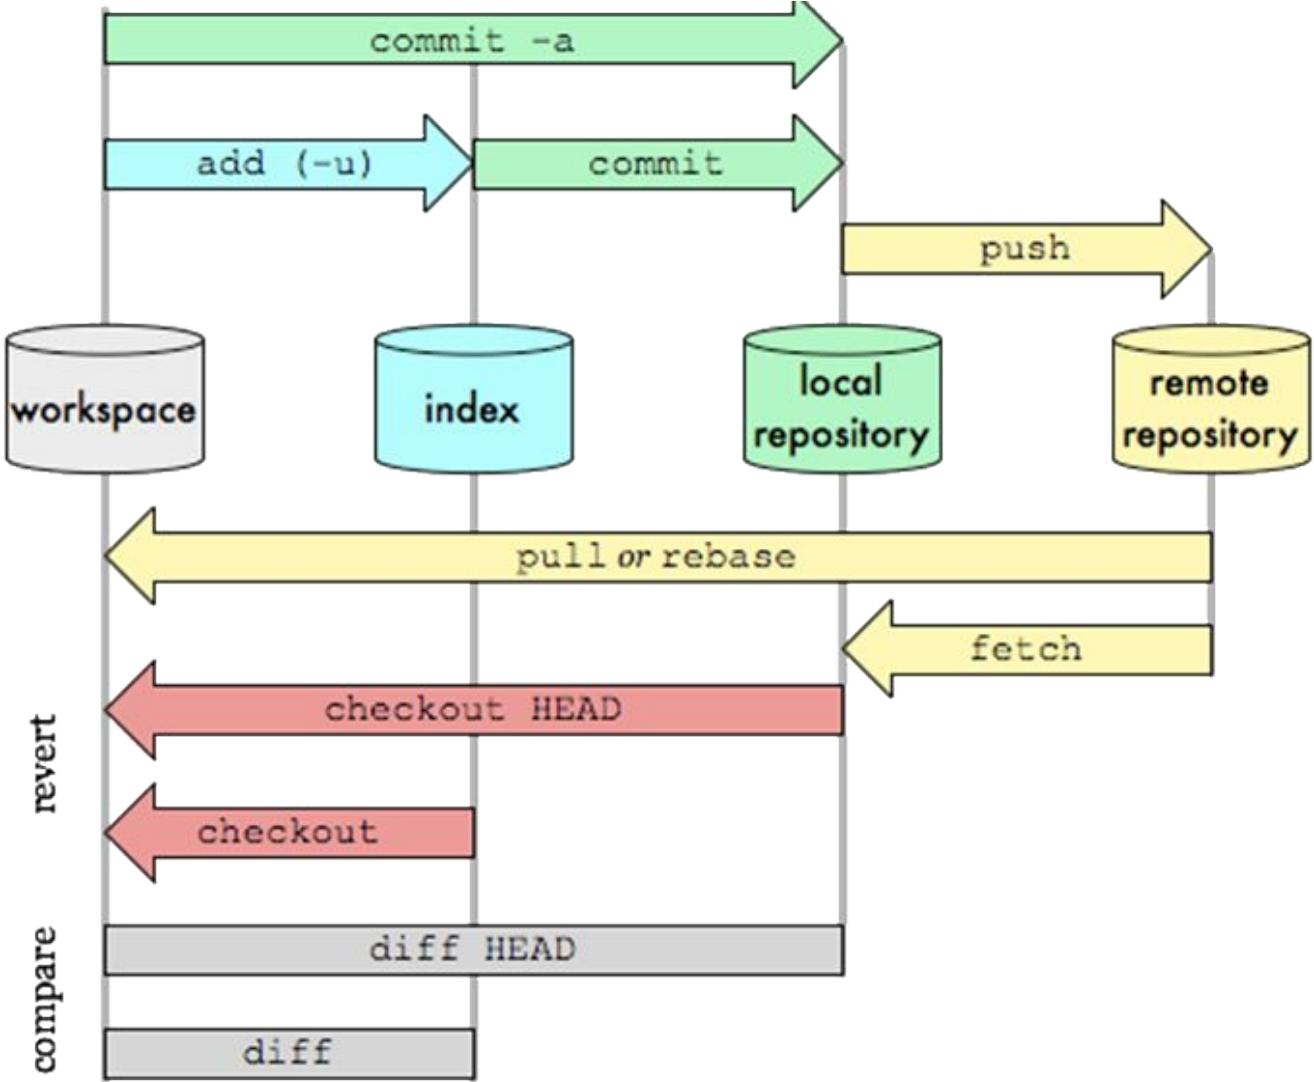 commit -a
add (-u)
commit
push
workspace
index
local
repository
remote
repository
pull or rebase
fetch
revert
checkout HEAD
checkout
compare
diff HEAD
diff